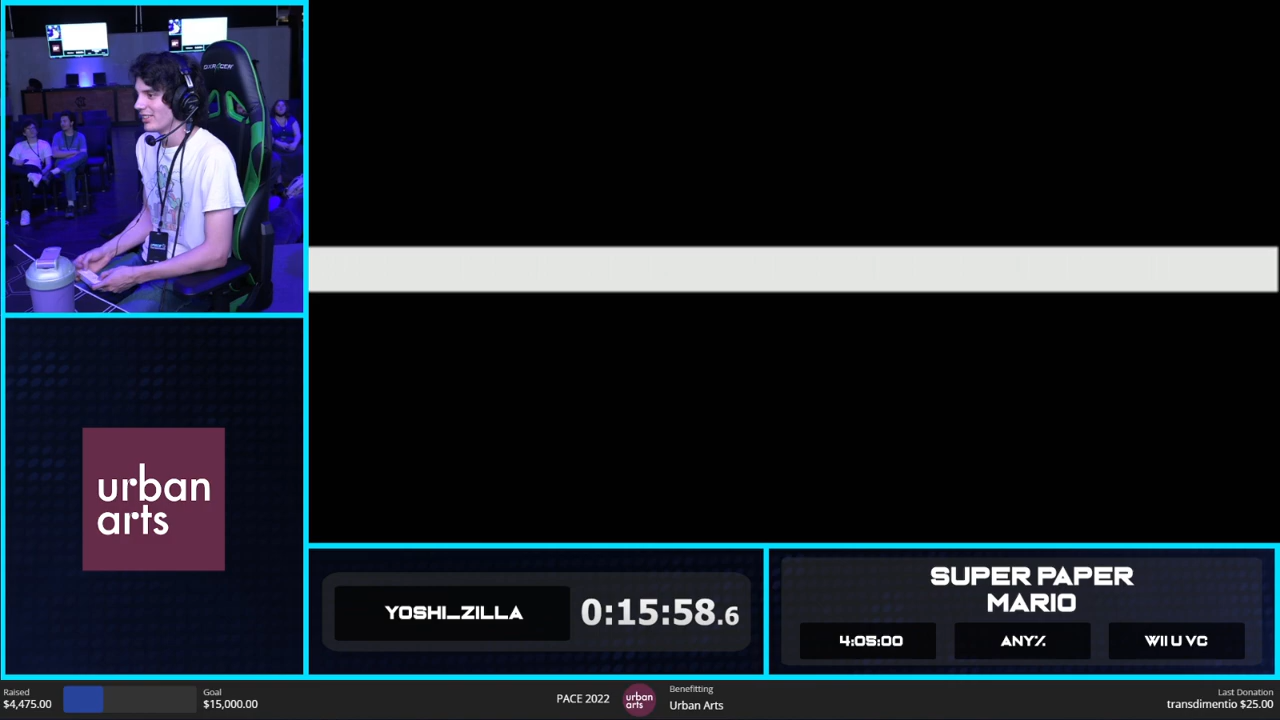 DXRACER
urban
arts
YOSHI_ZILLA
0:15:58.6
SUPER PAPER
MARIO
4:05:00
ANY%
WII U VC
Raised
$4,475.00
Goal
$15,000.00
PACE 2022
urban
arts
Benefitting
Urban Arts
Last Donation
transdimentio $25.00